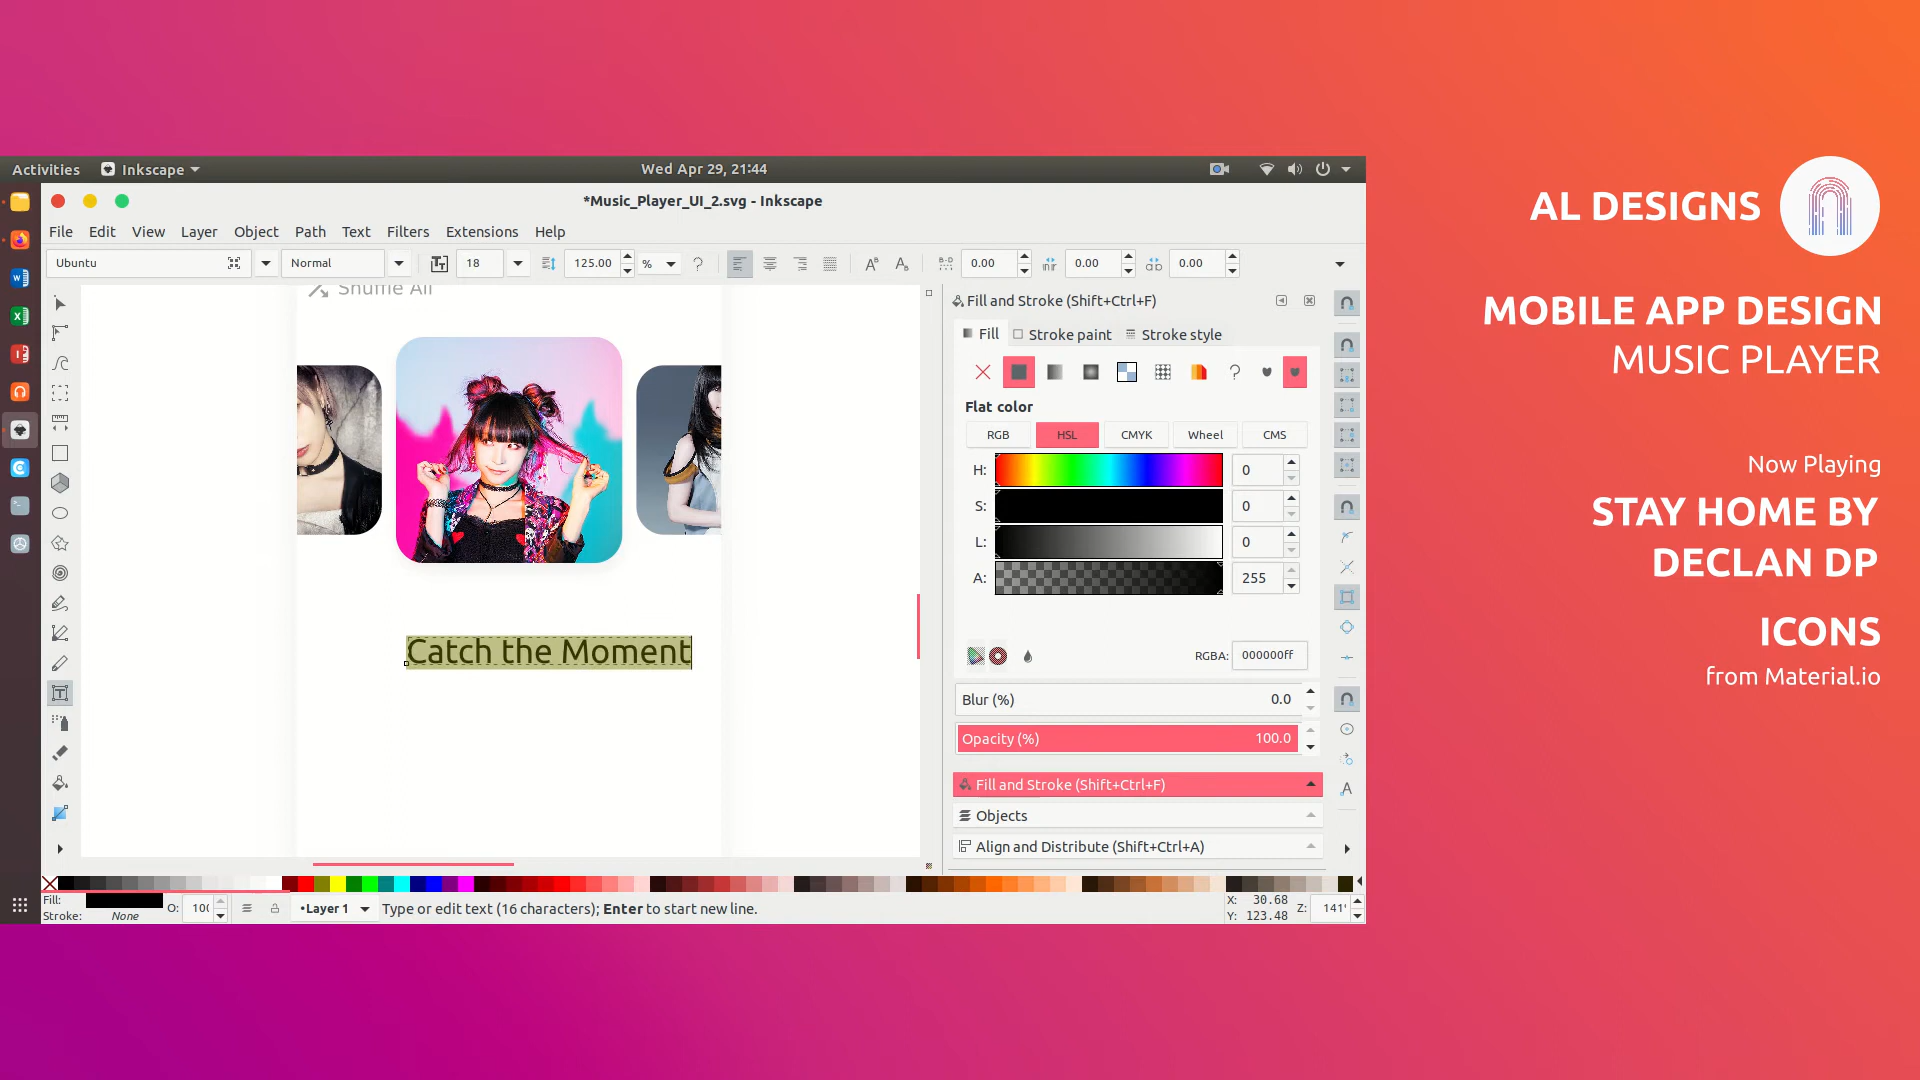 Activities
Inkscape
Wed Apr 29, 21:44
*Music_Player_UI_2.svg - Inkscape
File Edit View Layer Object Path Text Filters Extensions Help
Ubuntu
Normal
18
125.00
%
0.00
0.00
0.00
Shuffle All
Catch the Moment
Fill and Stroke (Shift+Ctrl+F)
Fill
Stroke paint
Stroke style
Flat color
RGB
HSL
CMYK
Wheel
CMS
H: 0
S: 0
L: 0
A: 255
RGBA: 000000ff
Blur (%) 0.0
Opacity (%) 100.0
Fill and Stroke (Shift+Ctrl+F)
Objects
Align and Distribute (Shift+Ctrl+A)
Fill:
Stroke: None
O:
•Layer 1
Type or edit text (16 characters); Enter to start new line.
X: 30.68
Y: 123.48
Z: 141
AL DESIGNS
MOBILE APP DESIGN
MUSIC PLAYER
Now Playing
STAY HOME BY
DECLAN DP
ICONS
from Material.io